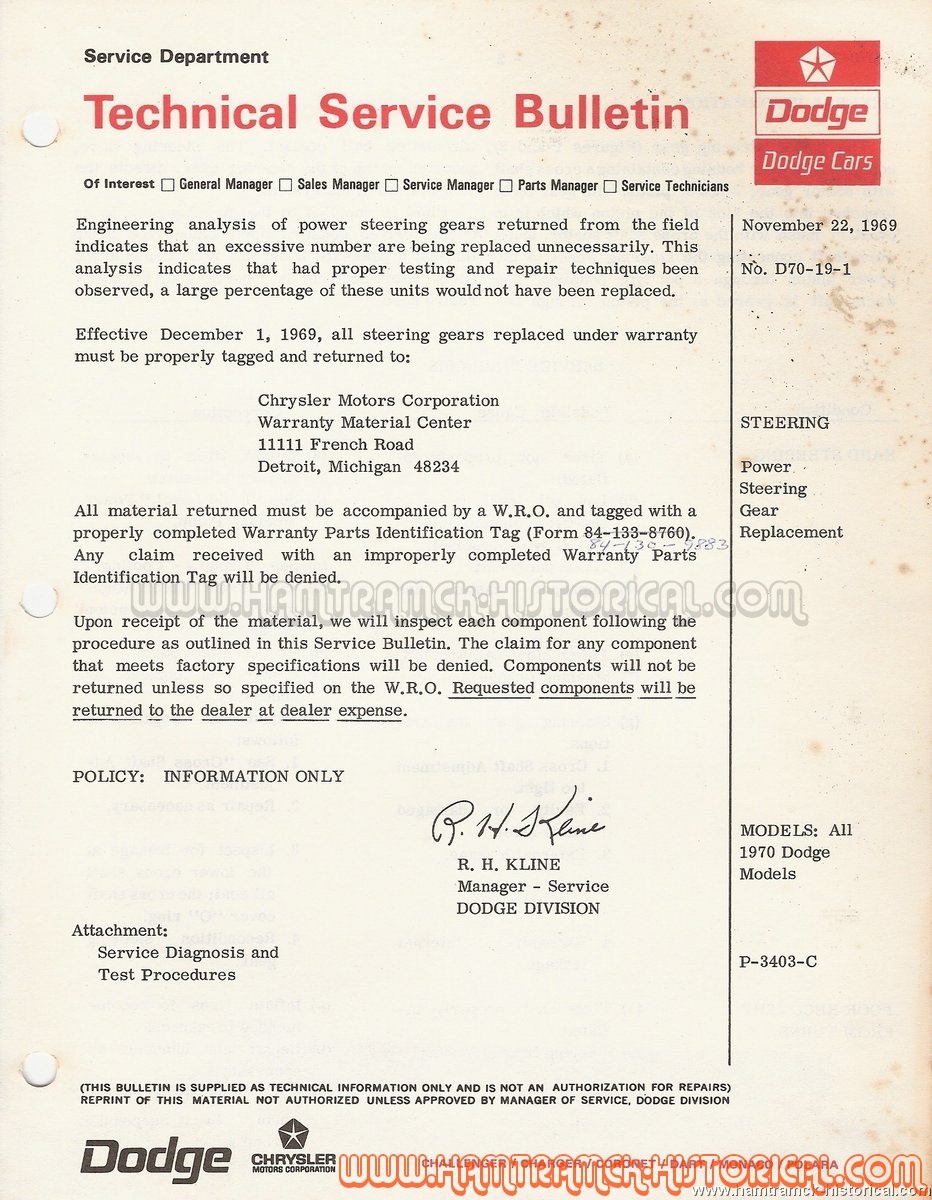 Service Department
Technical Service Bulletin
Dodge
Dodge Cars
Of Interest □ General Manager □ Sales Manager □ Service Manager □ Parts Manager □ Service Technicians
Engineering analysis of power steering gears returned from the field
indicates that an excessive number are being replaced unnecessarily. This
analysis indicates that had proper testing and repair techniques been
observed, a large percentage of these units would not have been replaced.
Effective December 1, 1969, all steering gears replaced under warranty
must be properly tagged and returned to:
Chrysler Motors Corporation
Warranty Material Center
11111 French Road
Detroit, Michigan 48234
All material returned must be accompanied by a W.R.O. and tagged with a
properly completed Warranty Parts Identification Tag (Form 84-133-8760).
84-130-9883
Any claim received with an improperly completed Warranty Parts
Identification Tag will be denied.
www.Hamtramck-Historical.com
Upon receipt of the material, we will inspect each component following the
procedure as outlined in this Service Bulletin. The claim for any component
that meets factory specifications will be denied. Components will not be
returned unless so specified on the W.R.O. Requested components will be
returned to the dealer at dealer expense.
POLICY: INFORMATION ONLY
R. H. Kline
R. H. KLINE
Manager - Service
DODGE DIVISION
Attachment:
Service Diagnosis and
Test Procedures
November 22, 1969
No. D70-19-1
STEERING
Power
Steering
Gear
Replacement
MODELS: All
1970 Dodge
Models
P-3403-C
(THIS BULLETIN IS SUPPLIED AS TECHNICAL INFORMATION ONLY AND IS NOT AN AUTHORIZATION FOR REPAIRS)
REPRINT OF THIS MATERIAL NOT AUTHORIZED UNLESS APPROVED BY MANAGER OF SERVICE, DODGE DIVISION
Dodge
CHRYSLER
MOTORS CORPORATION
CHALLENGER / CHARGER / CORONET / DART / MONACO / POLARA
www.Hamtramck-Historical.com
www.hamtramck-historical.com